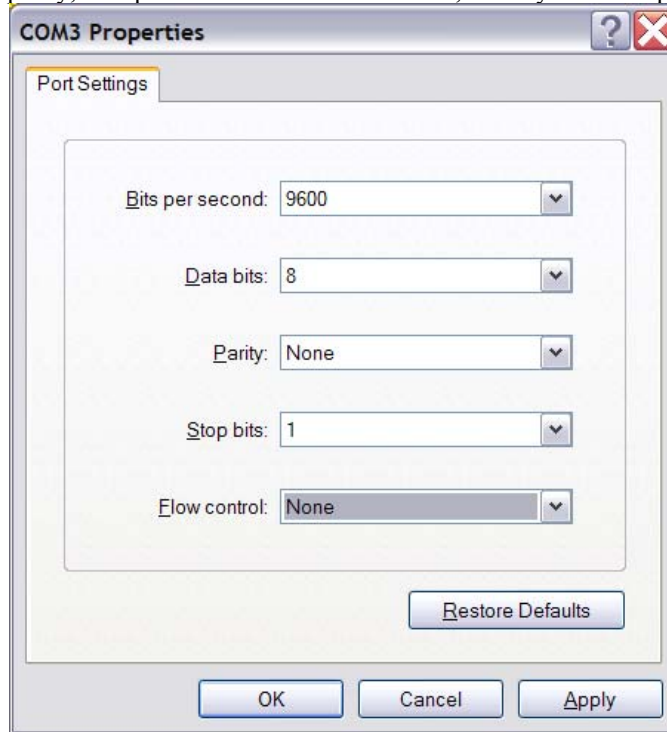 COM3 Properties
Port Settings
Bits per second: 9600
Data bits: 8
Parity: None
Stop bits: 1
Flow control: None
Restore Defaults
OK Cancel Apply